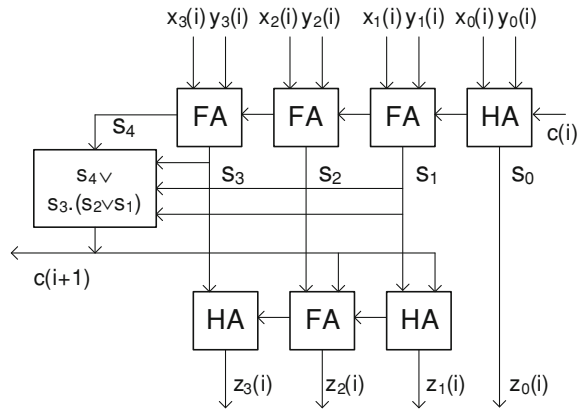 x₃(i) y₃(i) x₂(i) y₂(i) x₁(i) y₁(i) x₀(i) y₀(i)
FA FA FA HA
c(i)
s₄ s₃ s₂ s₁ s₀
s₄ ∨
s₃.(s₂∨s₁)
c(i+1)
HA FA HA
z₃(i) z₂(i) z₁(i) z₀(i)